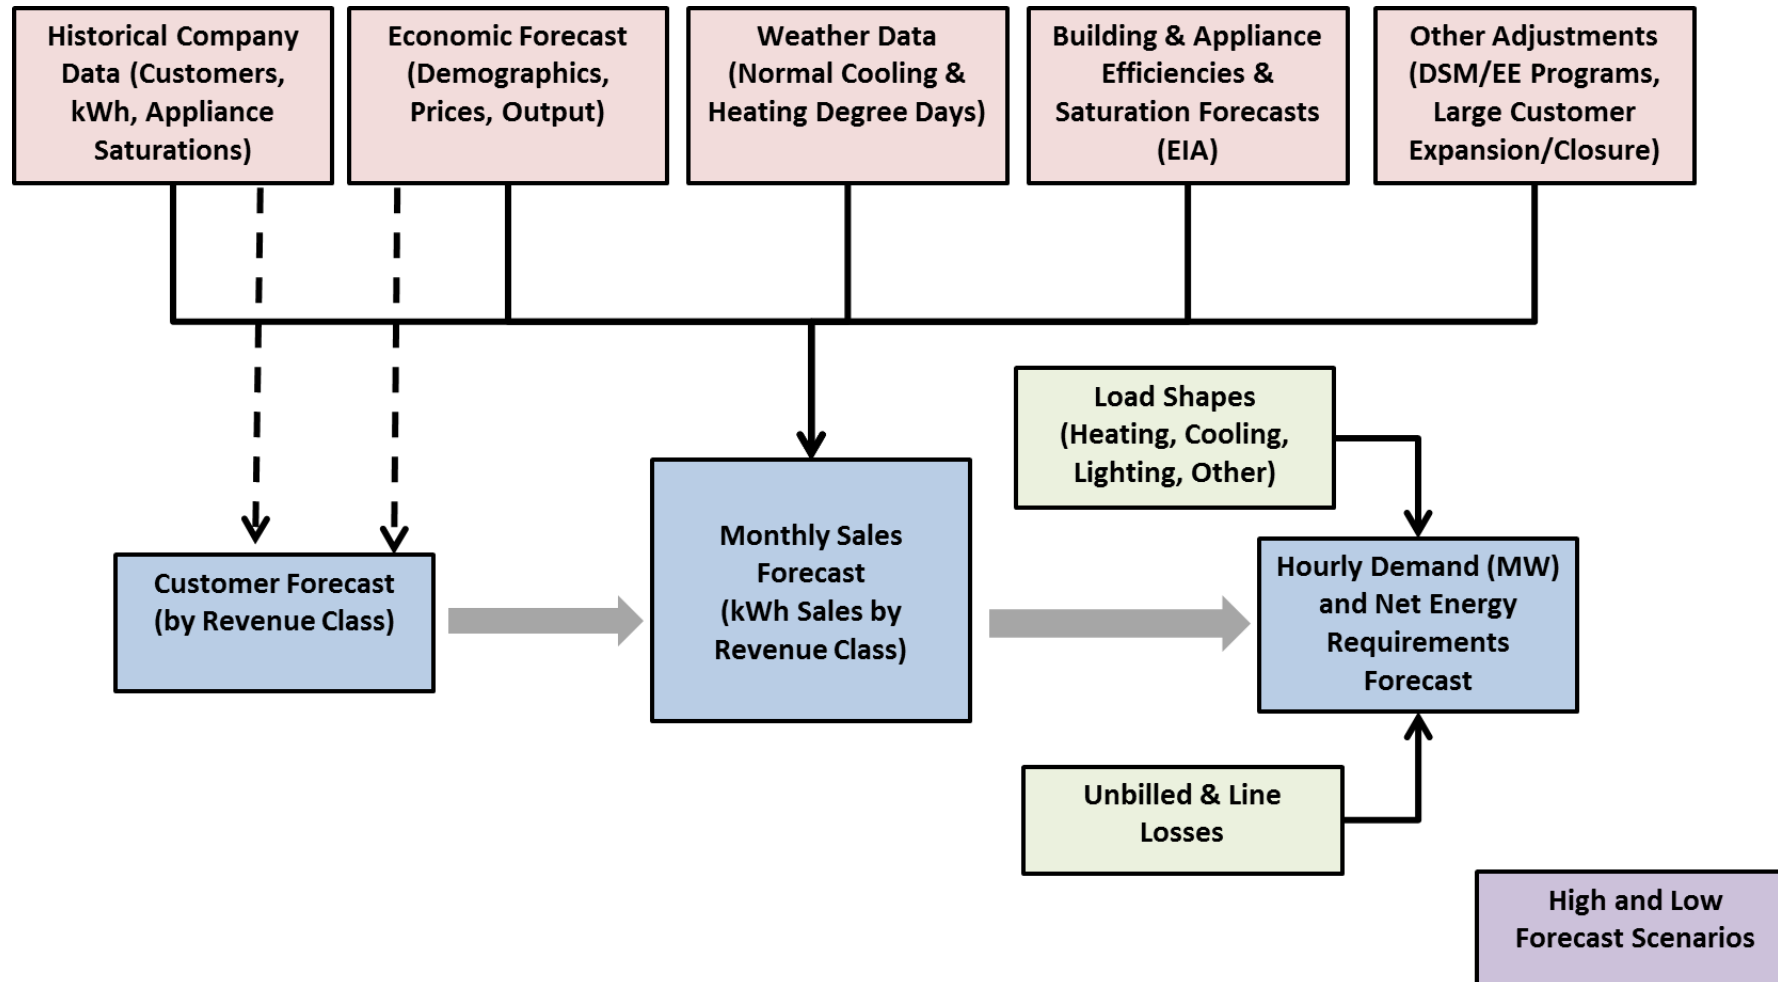 Historical Company
Data (Customers,
kWh, Appliance
Saturations)
Economic Forecast
(Demographics,
Prices, Output)
Weather Data
(Normal Cooling &
Heating Degree Days)
Building & Appliance
Efficiencies &
Saturation Forecasts
(EIA)
Other Adjustments
(DSM/EE Programs,
Large Customer
Expansion/Closure)
Load Shapes
(Heating, Cooling,
Lighting, Other)
Customer Forecast
(by Revenue Class)
Monthly Sales
Forecast
(kWh Sales by
Revenue Class)
Hourly Demand (MW)
and Net Energy
Requirements
Forecast
Unbilled & Line
Losses
High and Low
Forecast Scenarios